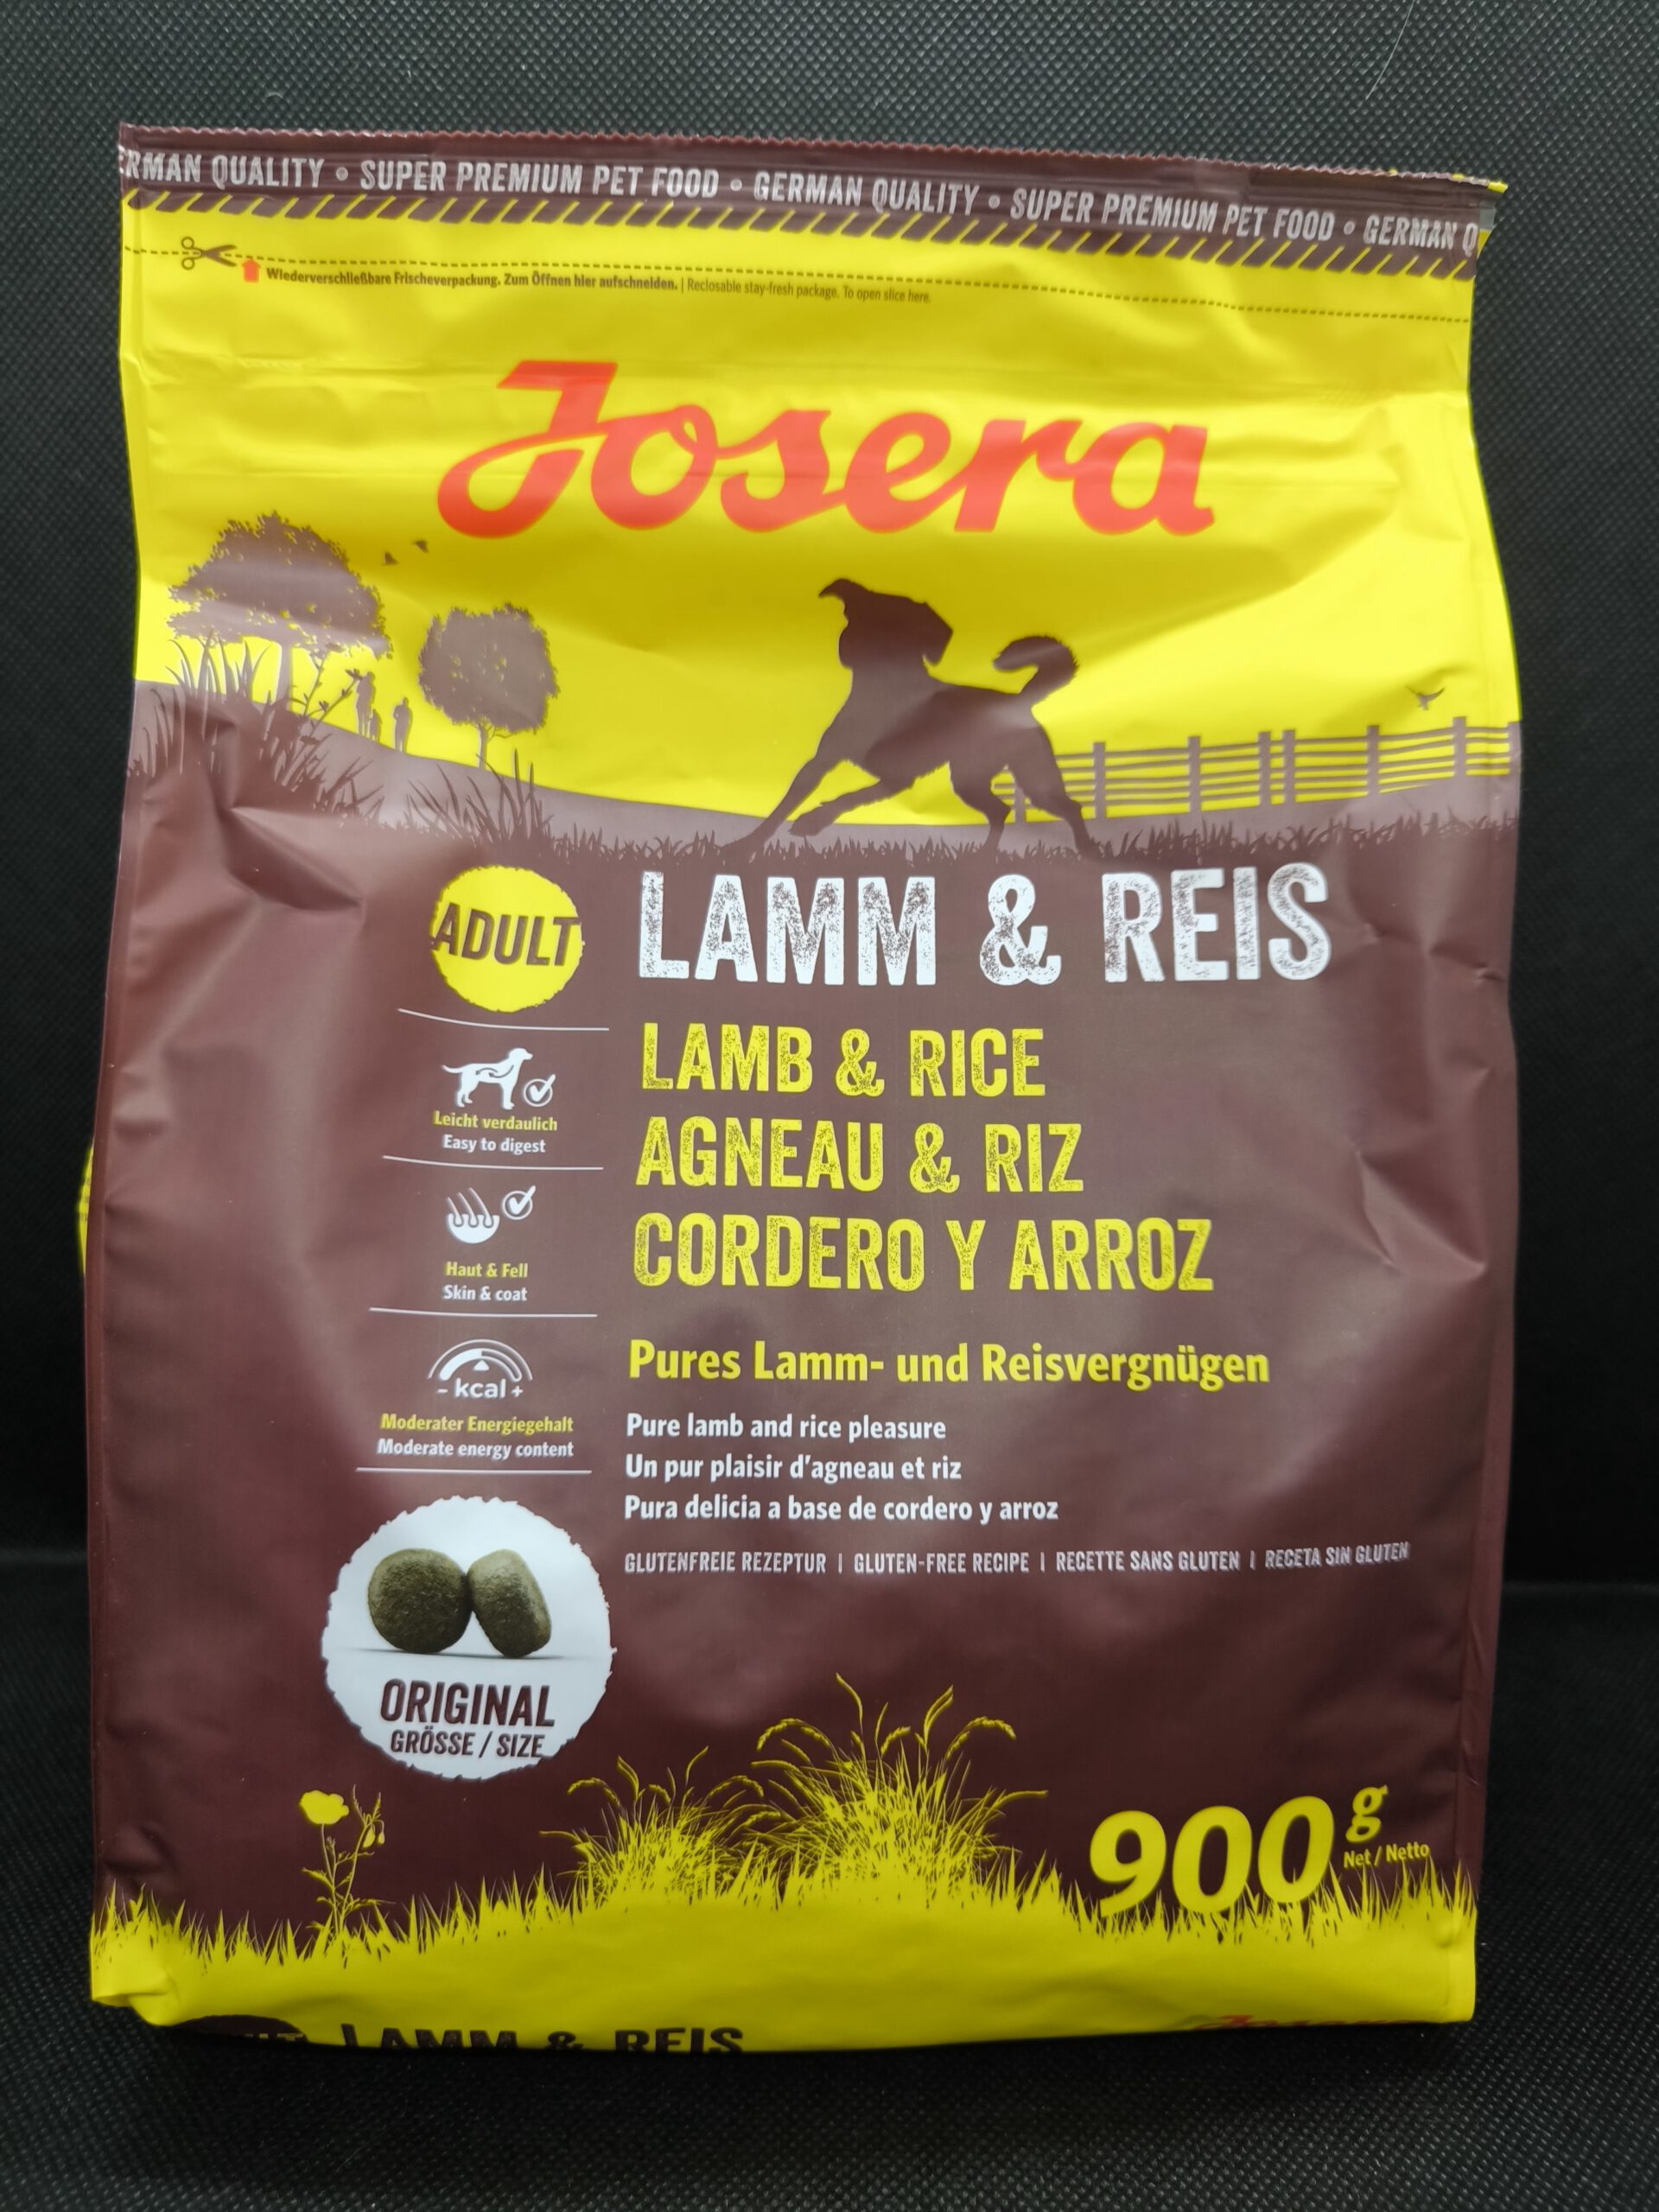 RMAN QUALITY • SUPER PREMIUM PET FOOD • GERMAN QUALITY • SUPER PREMIUM PET FOOD • GERMAN Q
Wiederverschließbare Frischeverpackung. Zum Öffnen hier aufschneiden. | Reclosable stay-fresh package. To open slice here.
Josera
ADULT
LAMM & REIS
LAMB & RICE
AGNEAU & RIZ
CORDERO Y ARROZ
Leicht verdaulich
Easy to digest
Haut & Fell
Skin & coat
- kcal +
Moderater Energiegehalt
Moderate energy content
Pures Lamm- und Reisvergnügen
Pure lamb and rice pleasure
Un pur plaisir d'agneau et riz
Pura delicia a base de cordero y arroz
GLUTENFREIE REZEPTUR | GLUTEN-FREE RECIPE | RECETTE SANS GLUTEN | RECETA SIN GLUTEN
ORIGINAL
GRÖSSE / SIZE
900 g
Net / Netto
LAMM & REIS